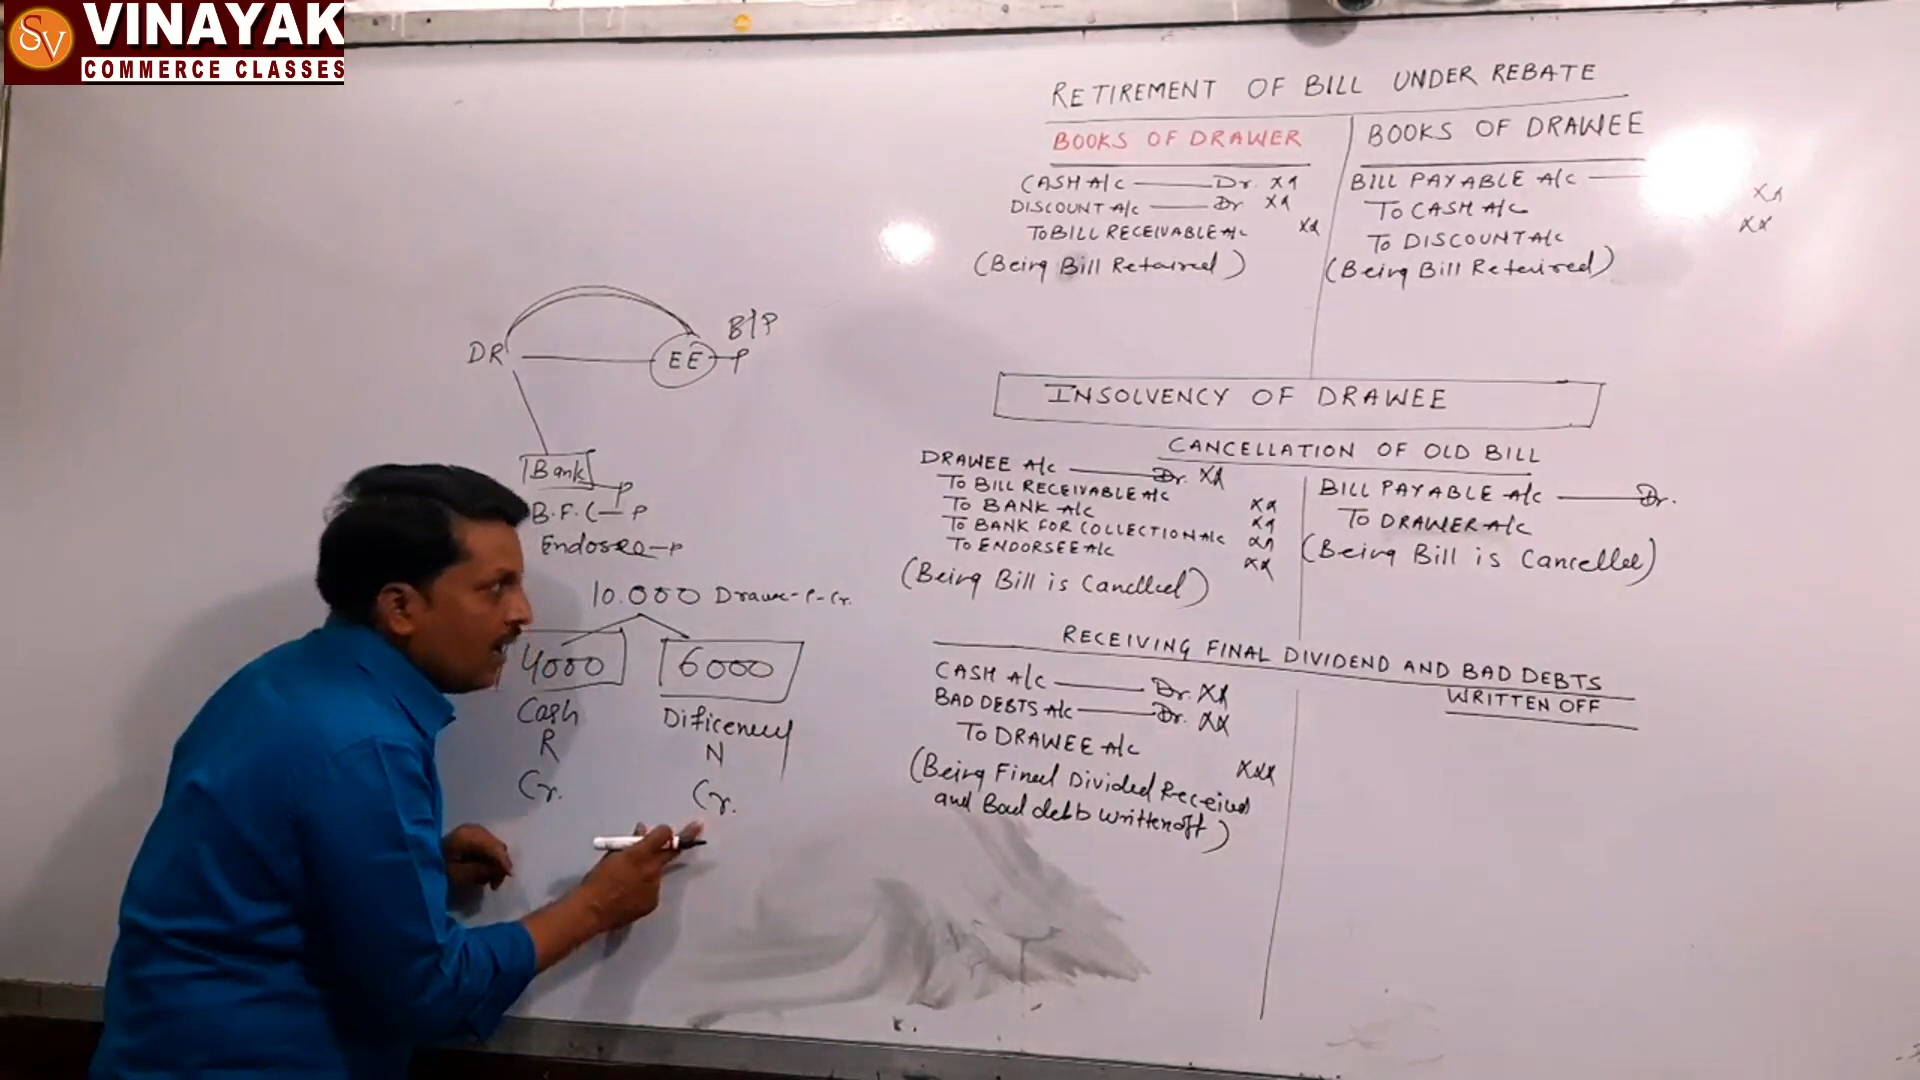 SV VINAYAK
COMMERCE CLASSES
RETIREMENT OF BILL UNDER REBATE
BOOKS OF DRAWER
CASH A/c ——— Dr. XX
DISCOUNT A/c ——— Dr XX
TO BILL RECEIVABLE A/c XX
(Being Bill Retaired)
BOOKS OF DRAWEE
BILL PAYABLE A/c ———
TO CASH A/c XX
TO DISCOUNT A/c XX
(Being Bill Reteired)
DR
EE
B/P
P
Bank
P
B.F.C — P
Endosee — P
10.000 Drawee - P - Cr.
4000
6000
Cash
R
Cr.
Dificency
N
Cr.
INSOLVENCY OF DRAWEE
CANCELLATION OF OLD BILL
DRAWEE A/c ——— Dr. XX
TO BILL RECEIVABLE A/c XX
TO BANK A/c XX
TO BANK FOR COLLECTION A/c XX
TO ENDORSEE A/c XX
(Being Bill is Cancelled)
BILL PAYABLE A/c ——— Dr.
TO DRAWER A/c
(Being Bill is Cancelled)
RECEIVING FINAL DIVIDEND AND BAD DEBTS
WRITTEN OFF
CASH A/c ——— Dr. XX
BAD DEBTS A/c ——— Dr. XX
TO DRAWEE A/c XXX
(Being Final Divided Received
and Bad debts written off)